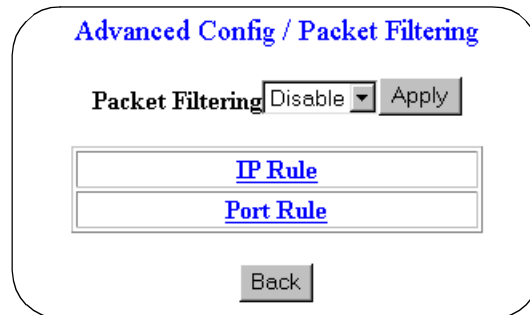 Advanced Config / Packet Filtering
Packet Filtering Disable Apply
IP Rule
Port Rule
Back